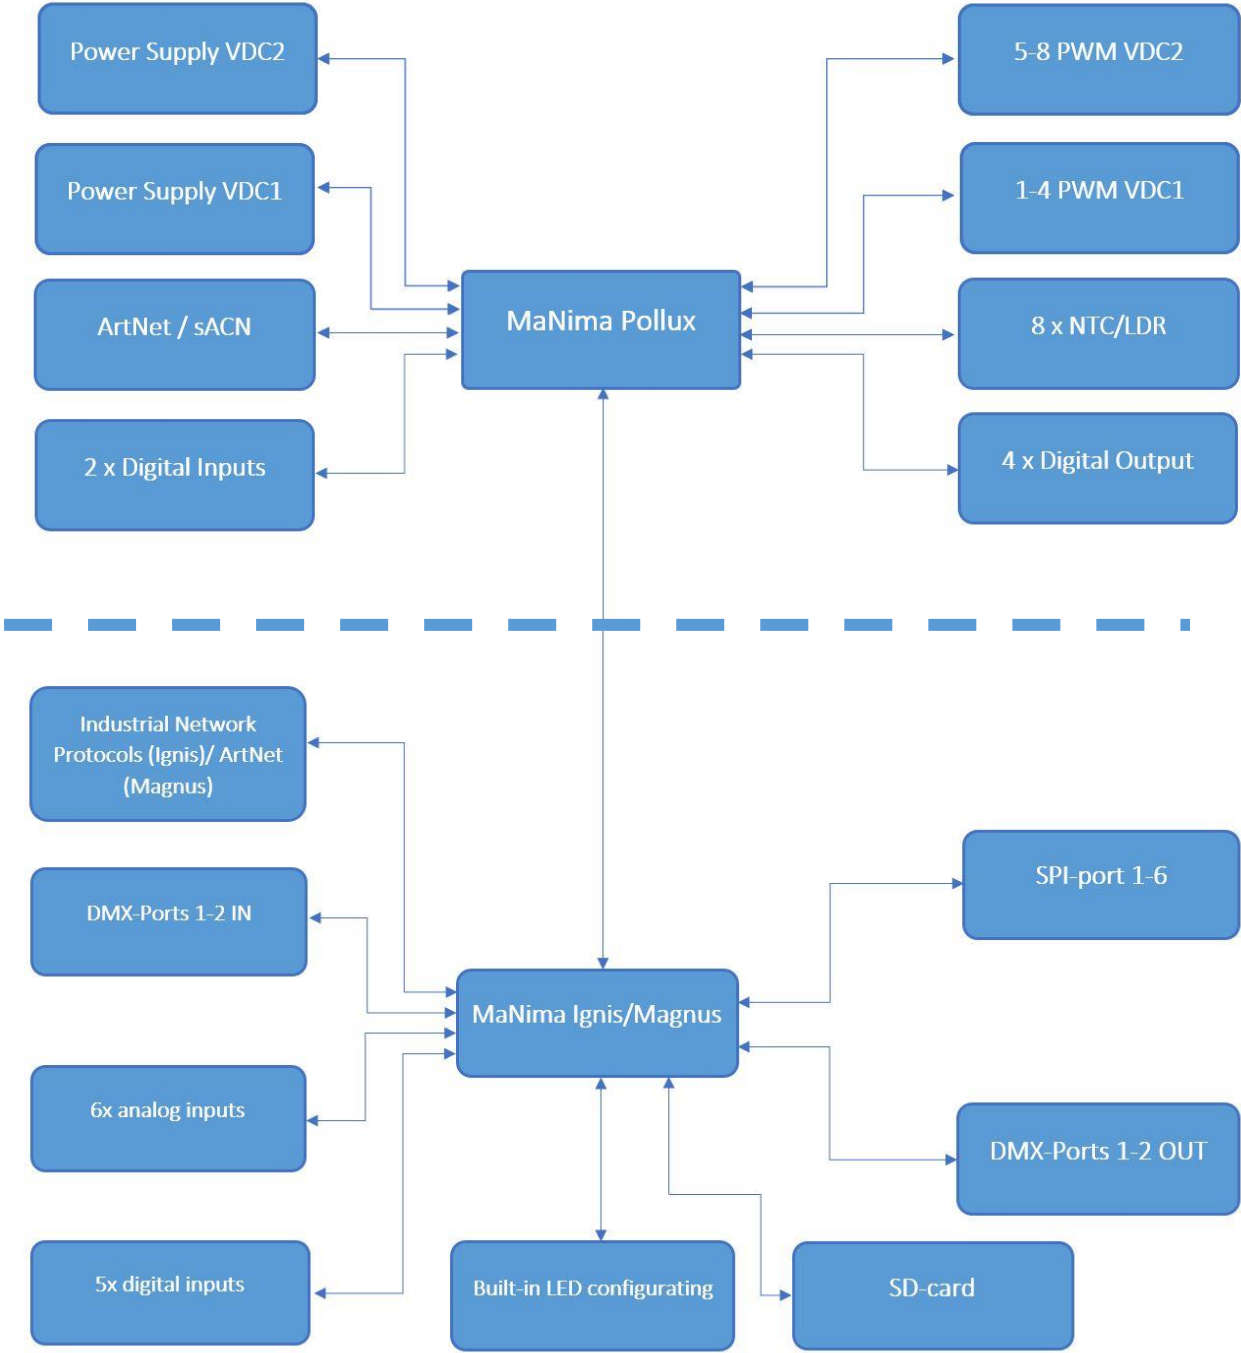 Power Supply VDC2
5-8 PWM VDC2
Power Supply VDC1
1-4 PWM VDC1
ArtNet / sACN
MaNima Pollux
8 x NTC/LDR
2 x Digital Inputs
4 x Digital Output
Industrial Network
Protocols (Ignis)/ ArtNet
(Magnus)
SPI-port 1-6
DMX-Ports 1-2 IN
MaNima Ignis/Magnus
6x analog inputs
DMX-Ports 1-2 OUT
5x digital inputs
Built-in LED configurating
SD-card